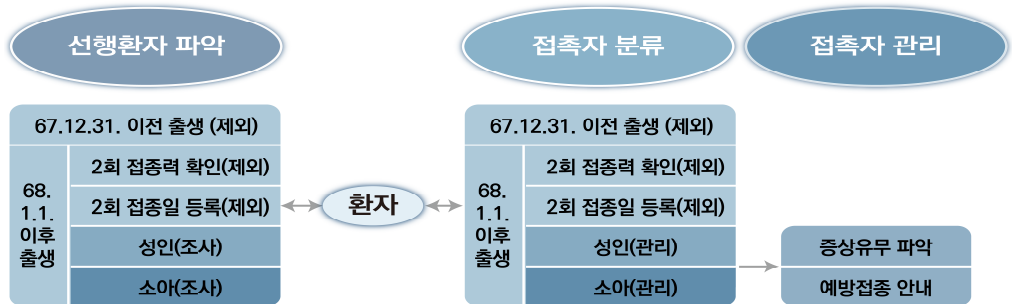 선행환자 파악
접촉자 분류
접촉자 관리
67.12.31. 이전 출생 (제외)
68.
1.1.
이후
출생
2회 접종력 확인(제외)
2회 접종일 등록(제외)
성인(조사)
소아(조사)
환자
67.12.31. 이전 출생 (제외)
68.
1.1.
이후
출생
2회 접종력 확인(제외)
2회 접종일 등록(제외)
성인(관리)
소아(관리)
증상유무 파악
예방접종 안내